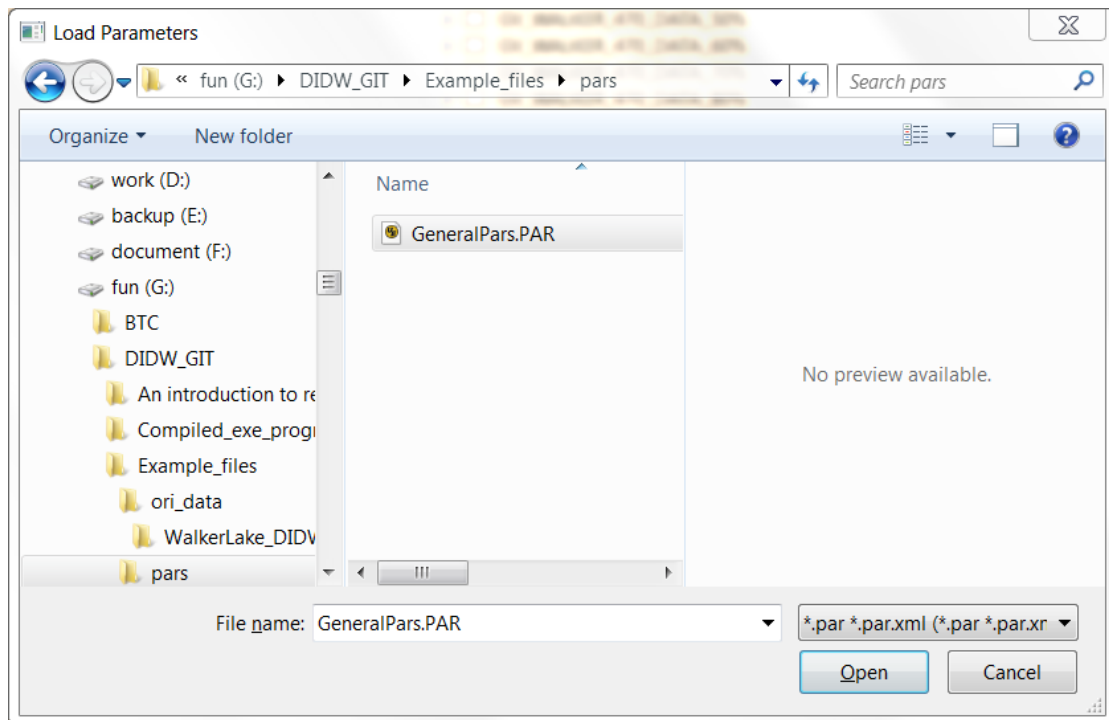 Load Parameters
« fun (G:) DIDW_GIT Example_files pars Search pars
Organize New folder
work (D:)
backup (E:)
document (F:)
fun (G:)
BTC
DIDW_GIT
An introduction to re
Compiled_exe_progr
Example_files
ori_data
WalkerLake_DIDW
pars
Name
GeneralPars.PAR
No preview available.
File name: GeneralPars.PAR *.par *.par.xml (*.par *.par.xr
Open Cancel